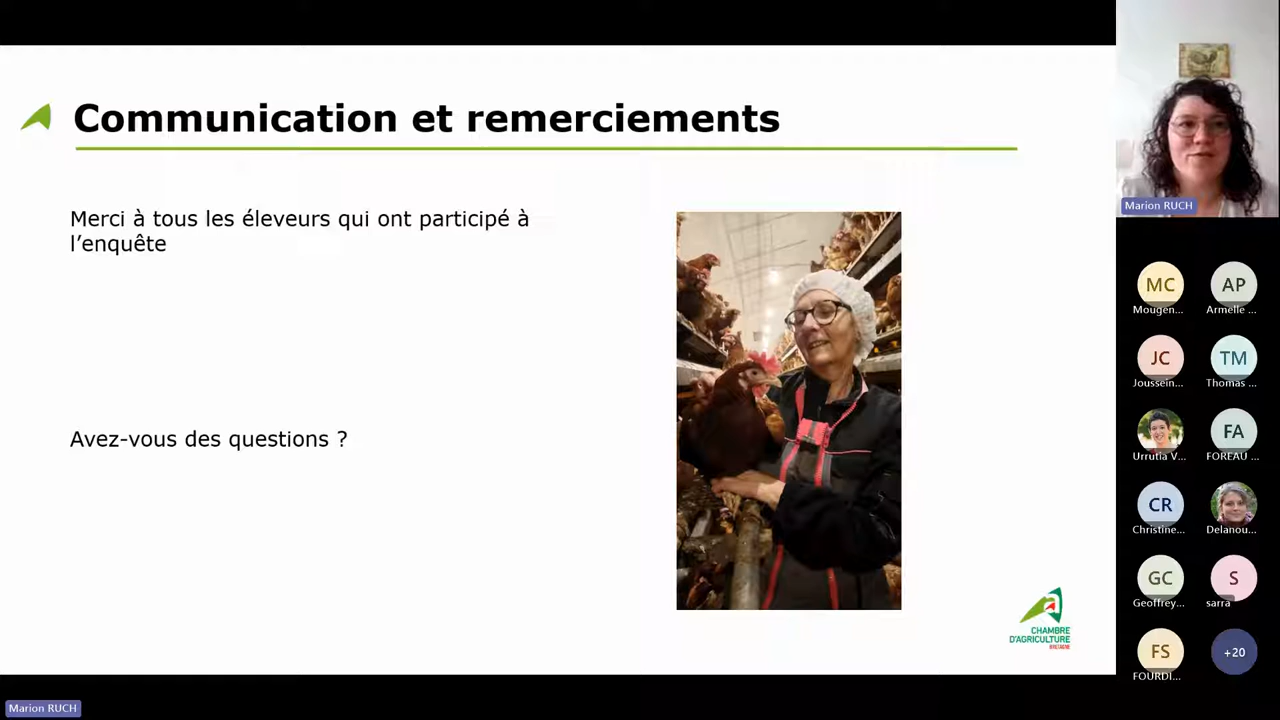 Communication et remerciements
Merci à tous les éleveurs qui ont participé à
l’enquête
Avez-vous des questions ?
CHAMBRE
D'AGRICULTURE
BRETAGNE
Marion RUCH
MC
AP
Mougen...
Armelle ...
JC
TM
Joussein...
Thomas ...
FA
Urrutia V...
FOREAU ...
CR
Christine...
Delanou...
GC
S
Geoffrey...
sarra
FS
+20
FOURDI...
Marion RUCH